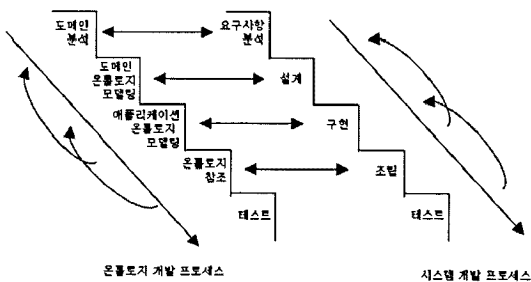 도메인
분석
도메인
온톨로지
모델링
애플리케이션
온톨로지
모델링
온톨로지
참조
테스트
요구사항
분석
설계
구현
조립
테스트
온톨로지 개발 프로세스
시스템 개발 프로세스